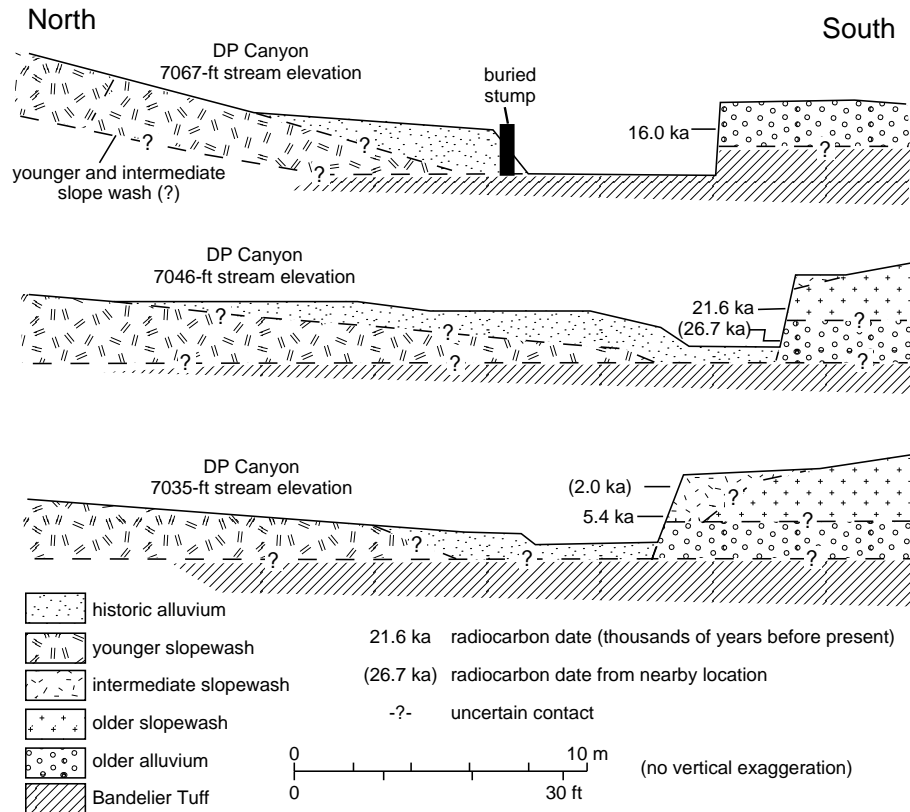 North
South
DP Canyon
7067-ft stream elevation
buried
stump
16.0 ka
?
?
?
?
?
younger and intermediate
slope wash (?)
DP Canyon
7046-ft stream elevation
21.6 ka
(26.7 ka)
?
?
?
?
?
?
?
?
DP Canyon
7035-ft stream elevation
(2.0 ka)
5.4 ka
?
?
?
?
?
?
historic alluvium
younger slopewash
intermediate slopewash
older slopewash
older alluvium
Bandelier Tuff
21.6 ka radiocarbon date (thousands of years before present)
(26.7 ka) radiocarbon date from nearby location
-?- uncertain contact
0 10 m
0 30 ft
(no vertical exaggeration)